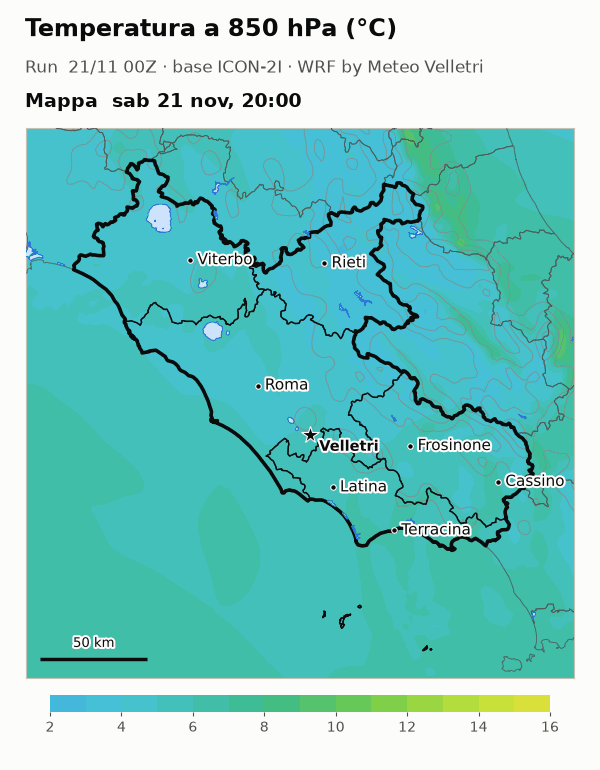 Temperatura a 850 hPa (°C)
Run  21/11 00Z · base ICON-2I · WRF by Meteo Velletri
Mappa  sab 21 nov, 20:00
Viterbo
Rieti
Roma
Velletri
Frosinone
Latina
Cassino
Terracina
50 km
2 4 6 8 10 12 14 16